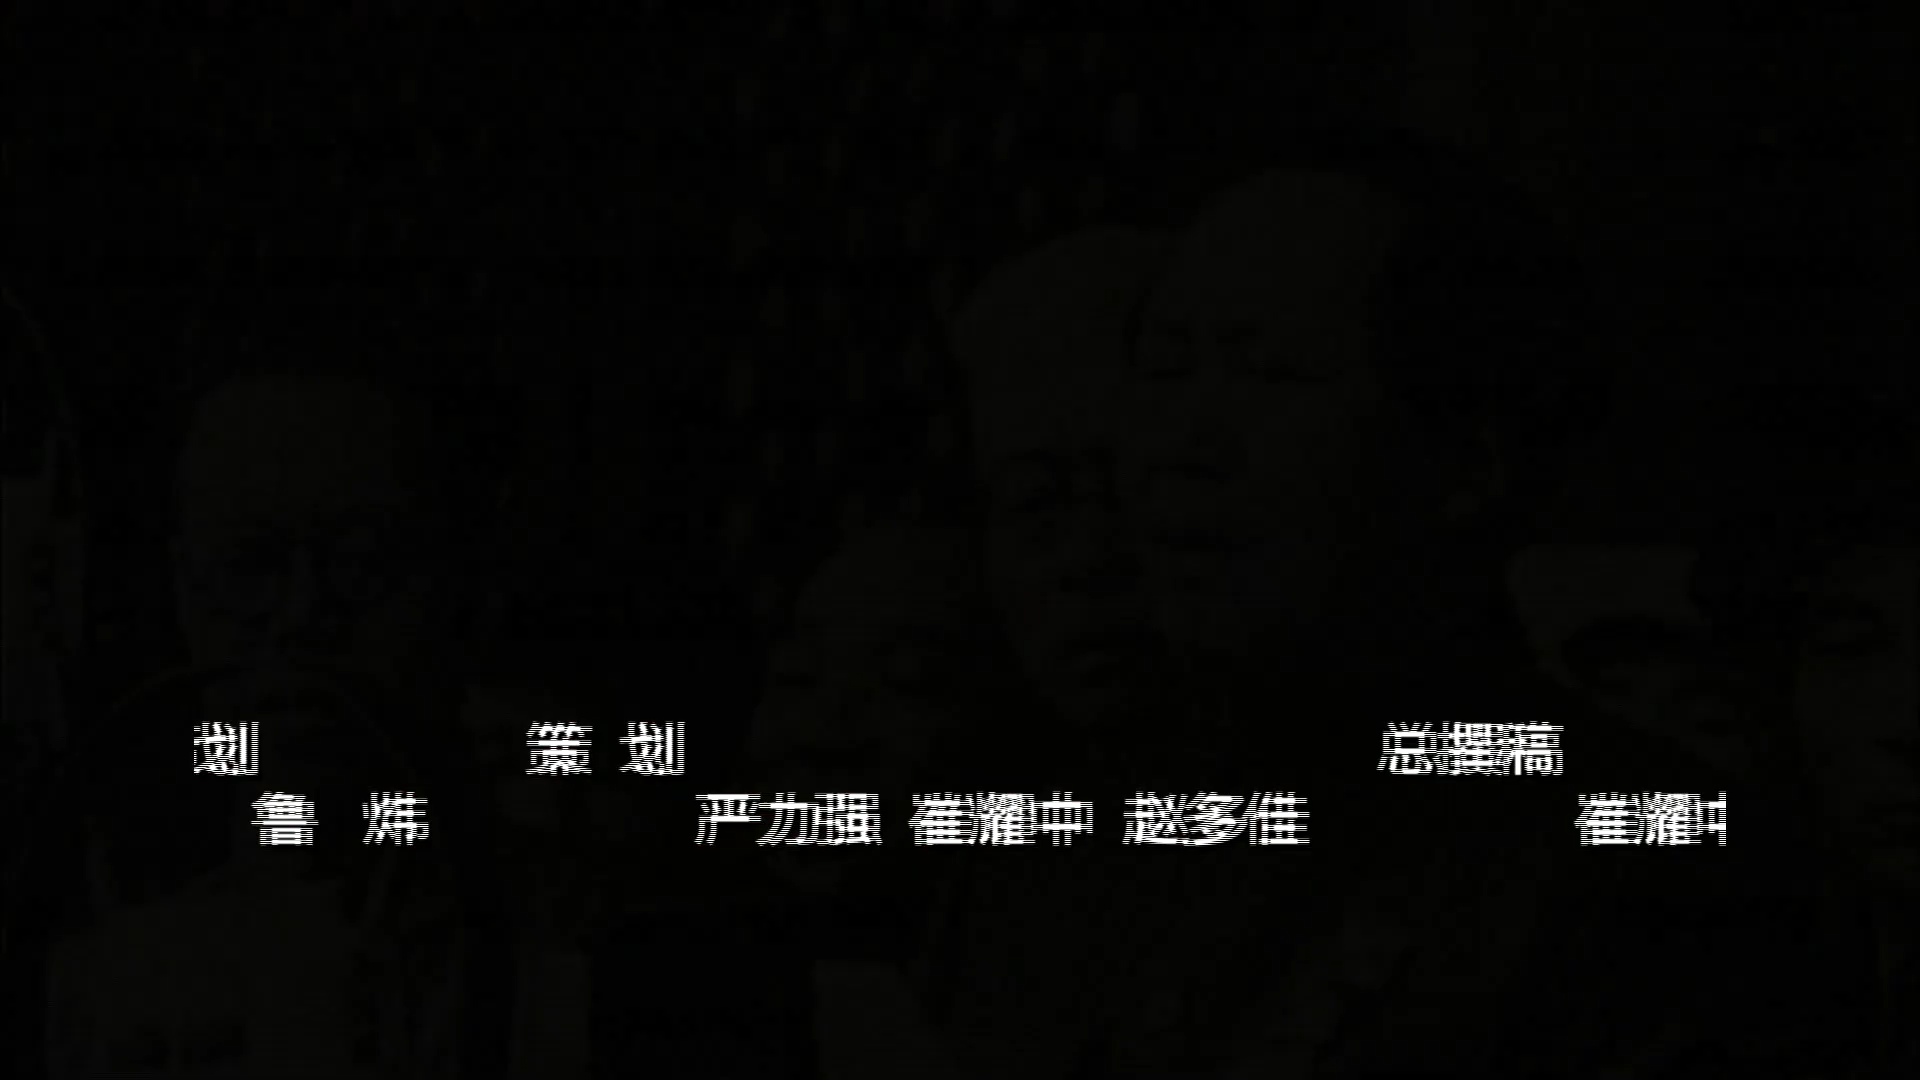 划 策 划 总撰稿
鲁 炜 严力强 崔耀中 赵多佳 崔耀中